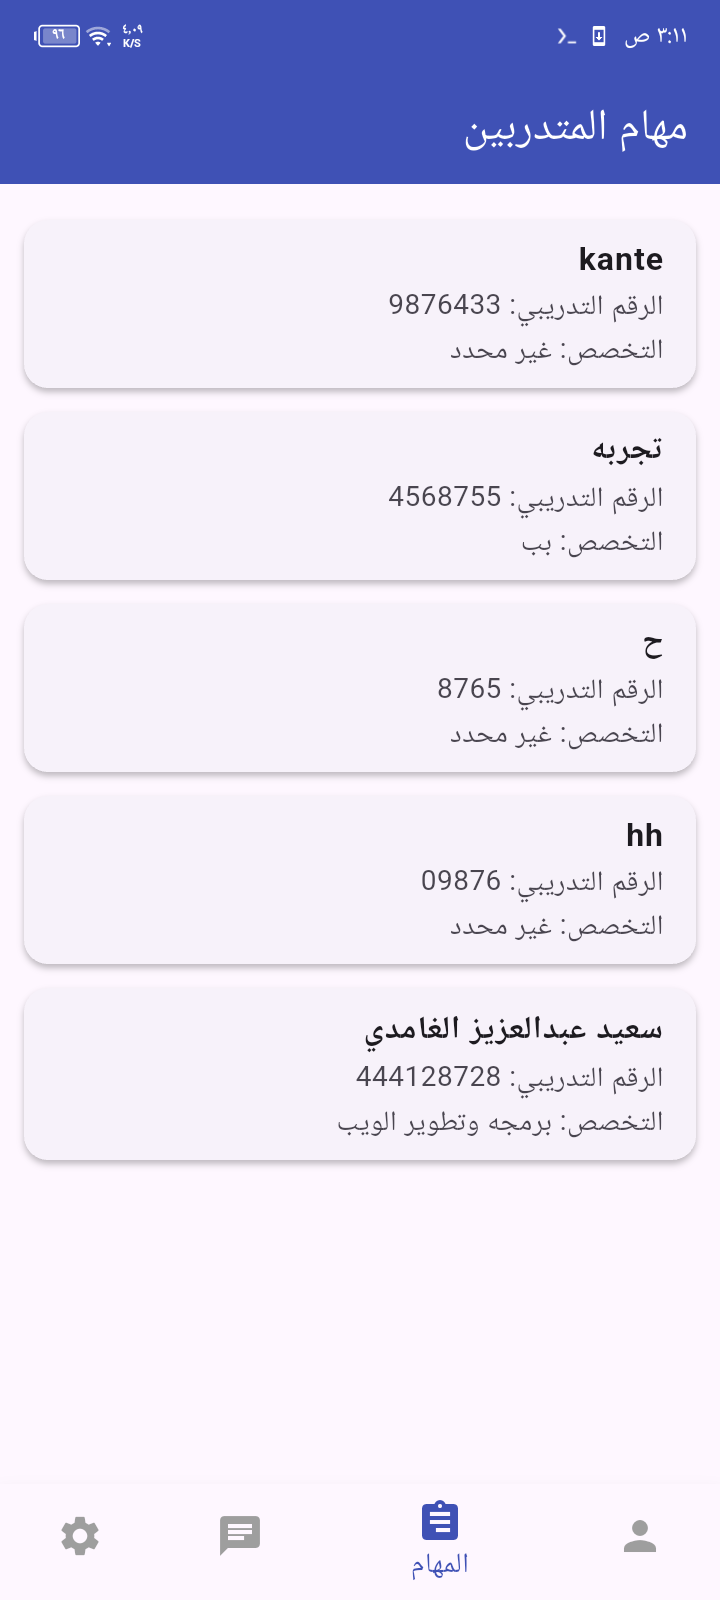 ٣:١١ ص
٤,٠٩ K/S
٩٦
مهام المتدربين
kante
الرقم التدريبي: 9876433
التخصص: غير محدد
تجربه
الرقم التدريبي: 4568755
التخصص: بب
ح
الرقم التدريبي: 8765
التخصص: غير محدد
hh
الرقم التدريبي: 09876
التخصص: غير محدد
سعيد عبدالعزيز الغامدي
الرقم التدريبي: 444128728
التخصص: برمجه وتطوير الويب
المهام